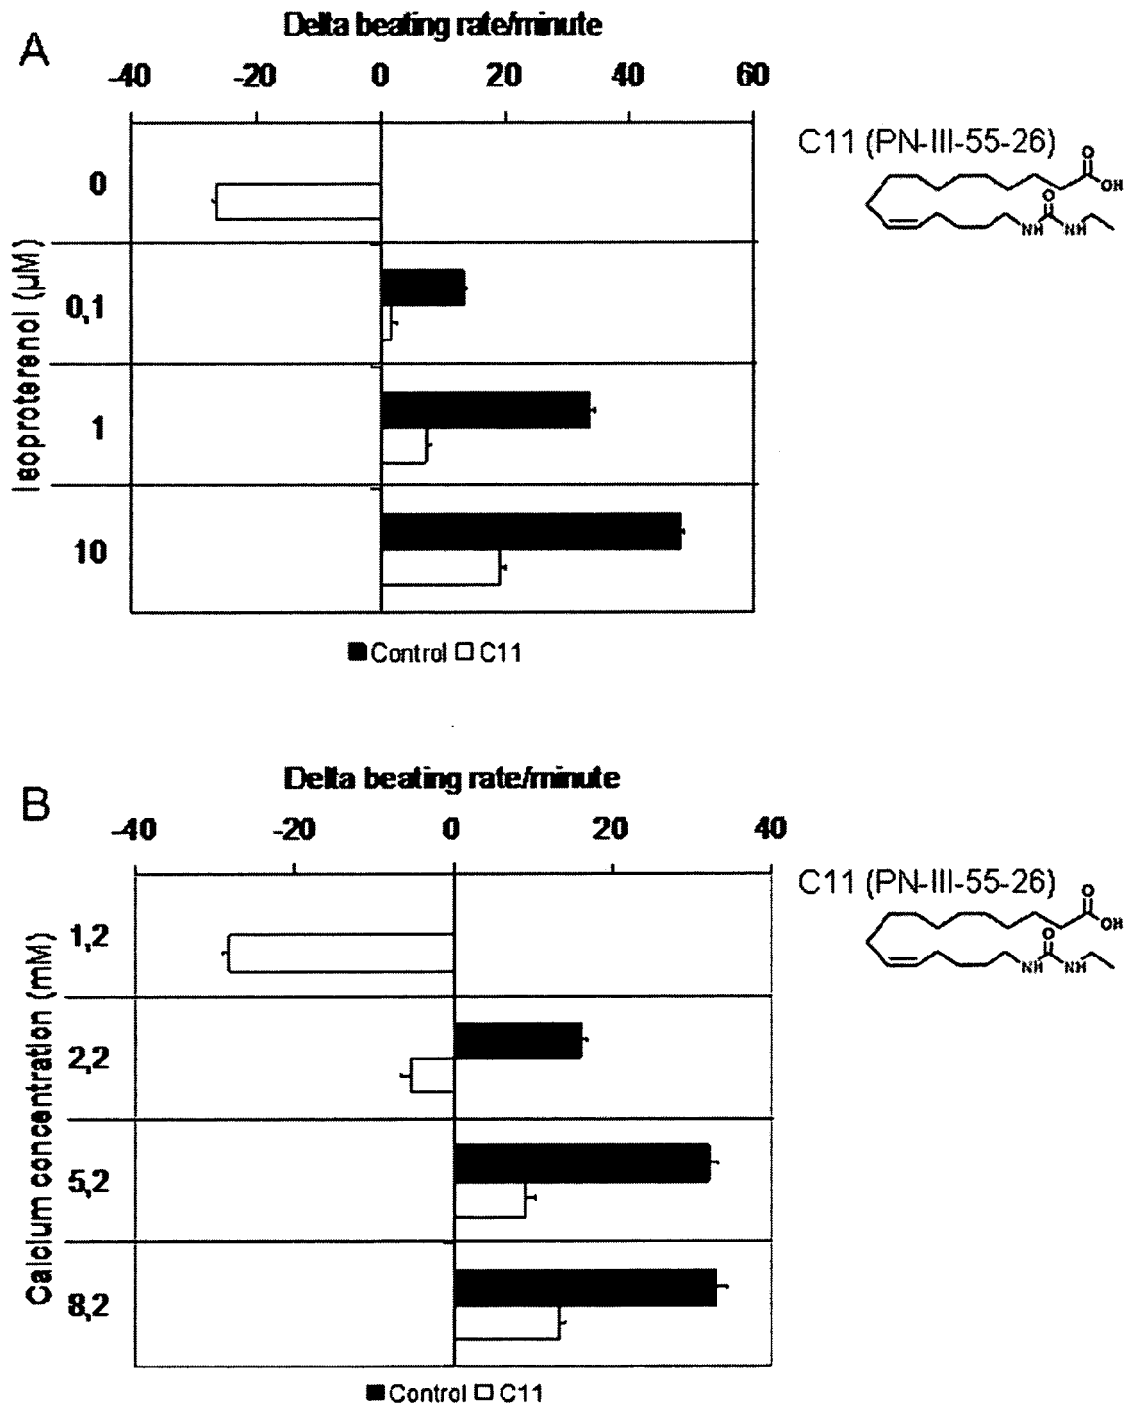 A
Delta beating rate/minute
-40 -20 0 20 40 60
Isoproterenol (µM)
0
0,1
1
10
Control C11
C11 (PN-III-55-26)
O
OH
O
NH NH
B
Delta beating rate/minute
-40 -20 0 20 40
Calcium concentration (mM)
1,2
2,2
5,2
8,2
Control C11
C11 (PN-III-55-26)
O
OH
O
NH NH